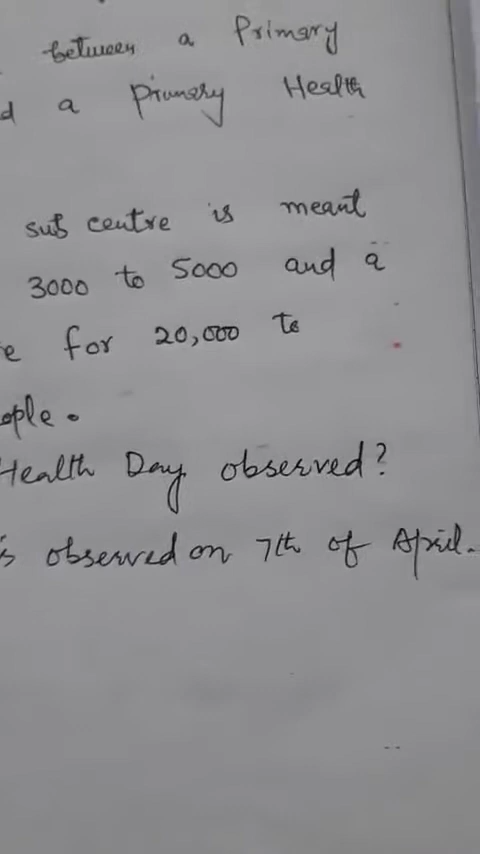 between a Primary
d a Primary Health
sub centre is meant
3000 to 5000 and a
e for 20,000 to
ople.
Health Day observed?
s observed on 7th of April.